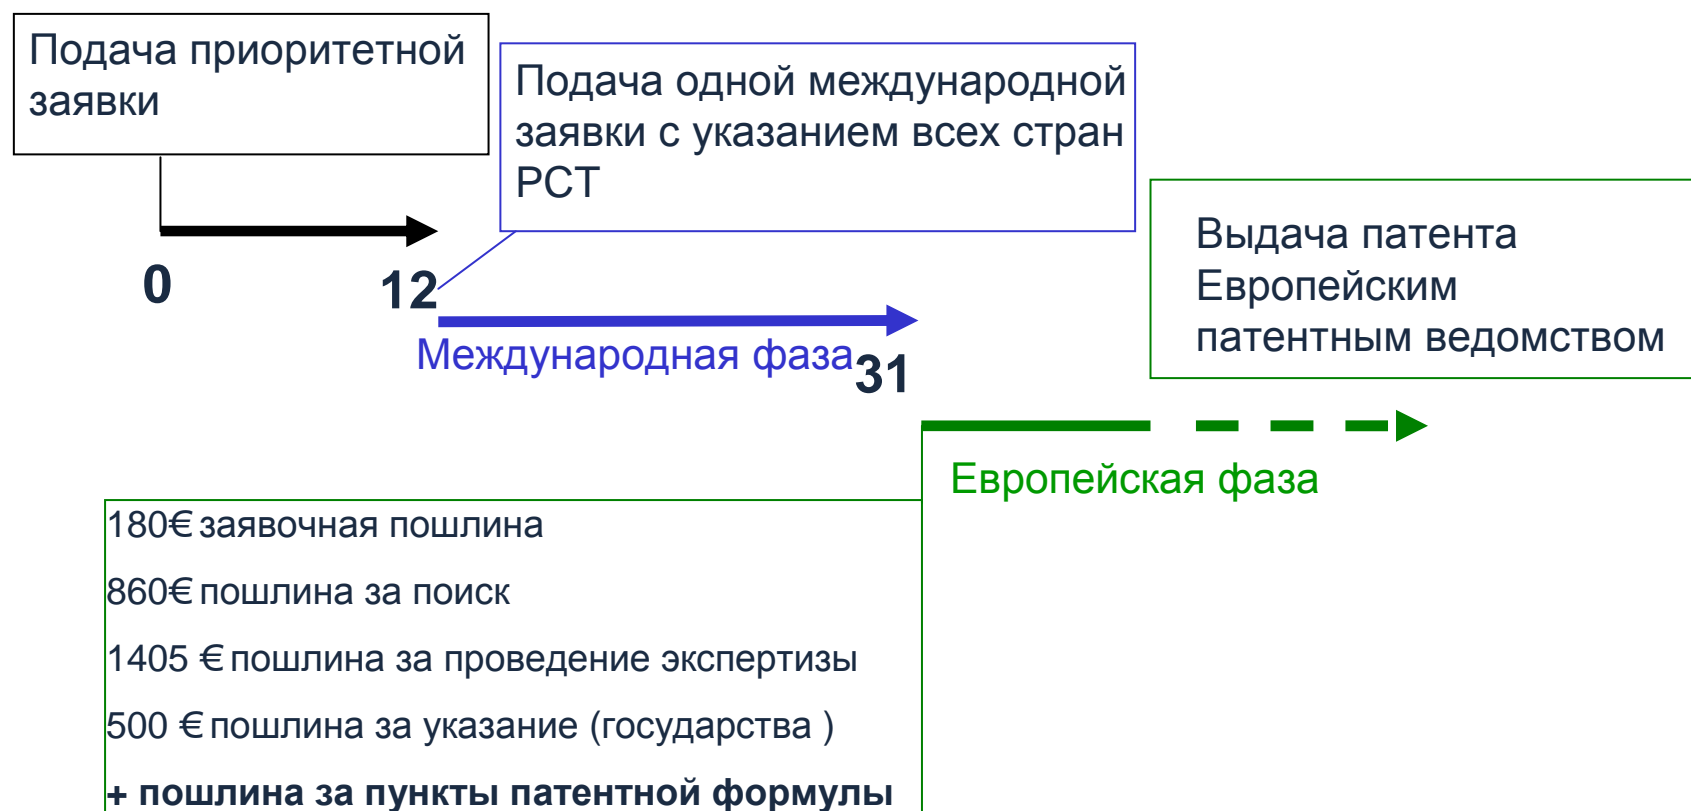 Подача приоритетной
заявки
Подача одной международной
заявки с указанием всех стран
РСТ
Выдача патента
Европейским
патентным ведомством
0
12
Международная фаза
31
Европейская фаза
180€ заявочная пошлина
860€ пошлина за поиск
1405 € пошлина за проведение экспертизы
500 € пошлина за указание (государства )
+ пошлина за пункты патентной формулы